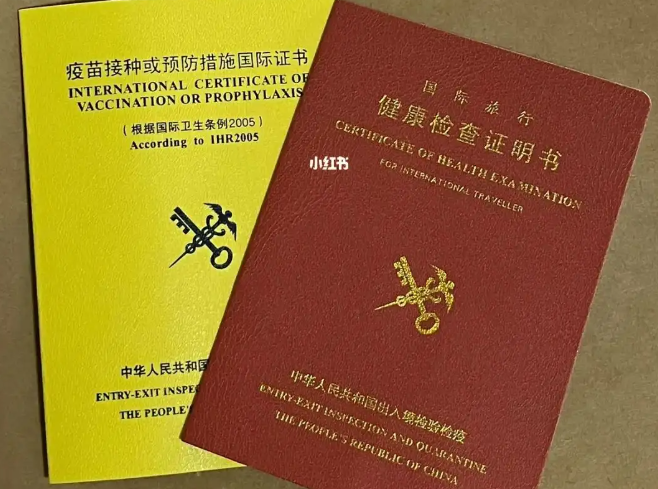 疫苗接种或预防措施国际证书
INTERNATIONAL CERTIFICATE OF
VACCINATION OR PROPHYLAXIS
（根据国际卫生条例2005）
According to IHR2005
中华人民共和国
ENTRY-EXIT INSPEC
THE PEOPLE'S
国际旅行
健康检查证明书
CERTIFICATE OF HEALTH EXAMINATION
FOR INTERNATIONAL TRAVELLER
小红书
中华人民共和国出入境检验检疫
ENTRY-EXIT INSPECTION AND QUARANTINE
THE PEOPLE'S REPUBLIC OF CHINA